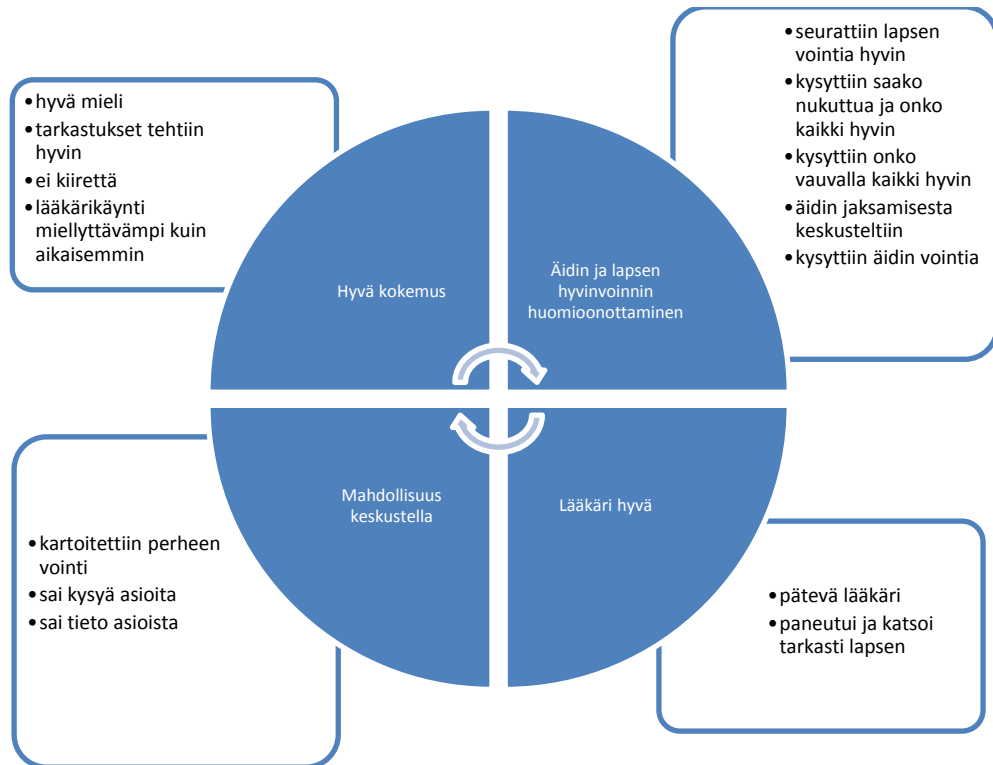 •hyvä mieli
•tarkastukset tehtiin
hyvin
•ei kiirettä
•lääkärikäynti
miellyttävämpi kuin
aikaisemmin
•seurattiin lapsen
vointia hyvin
•kysyttiin saako
nukuttua ja onko
kaikki hyvin
•kysyttiin onko
vauvalla kaikki hyvin
•äidin jaksamisesta
keskusteltiin
•kysyttiin äidin vointia
Hyvä kokemus
Äidin ja lapsen
hyvinvoinnin
huomioonottaminen
Mahdollisuus
keskustella
Lääkäri hyvä
•kartoitettiin perheen
vointi
•sai kysyä asioita
•sai tieto asioista
•pätevä lääkäri
•paneutui ja katsoi
tarkasti lapsen